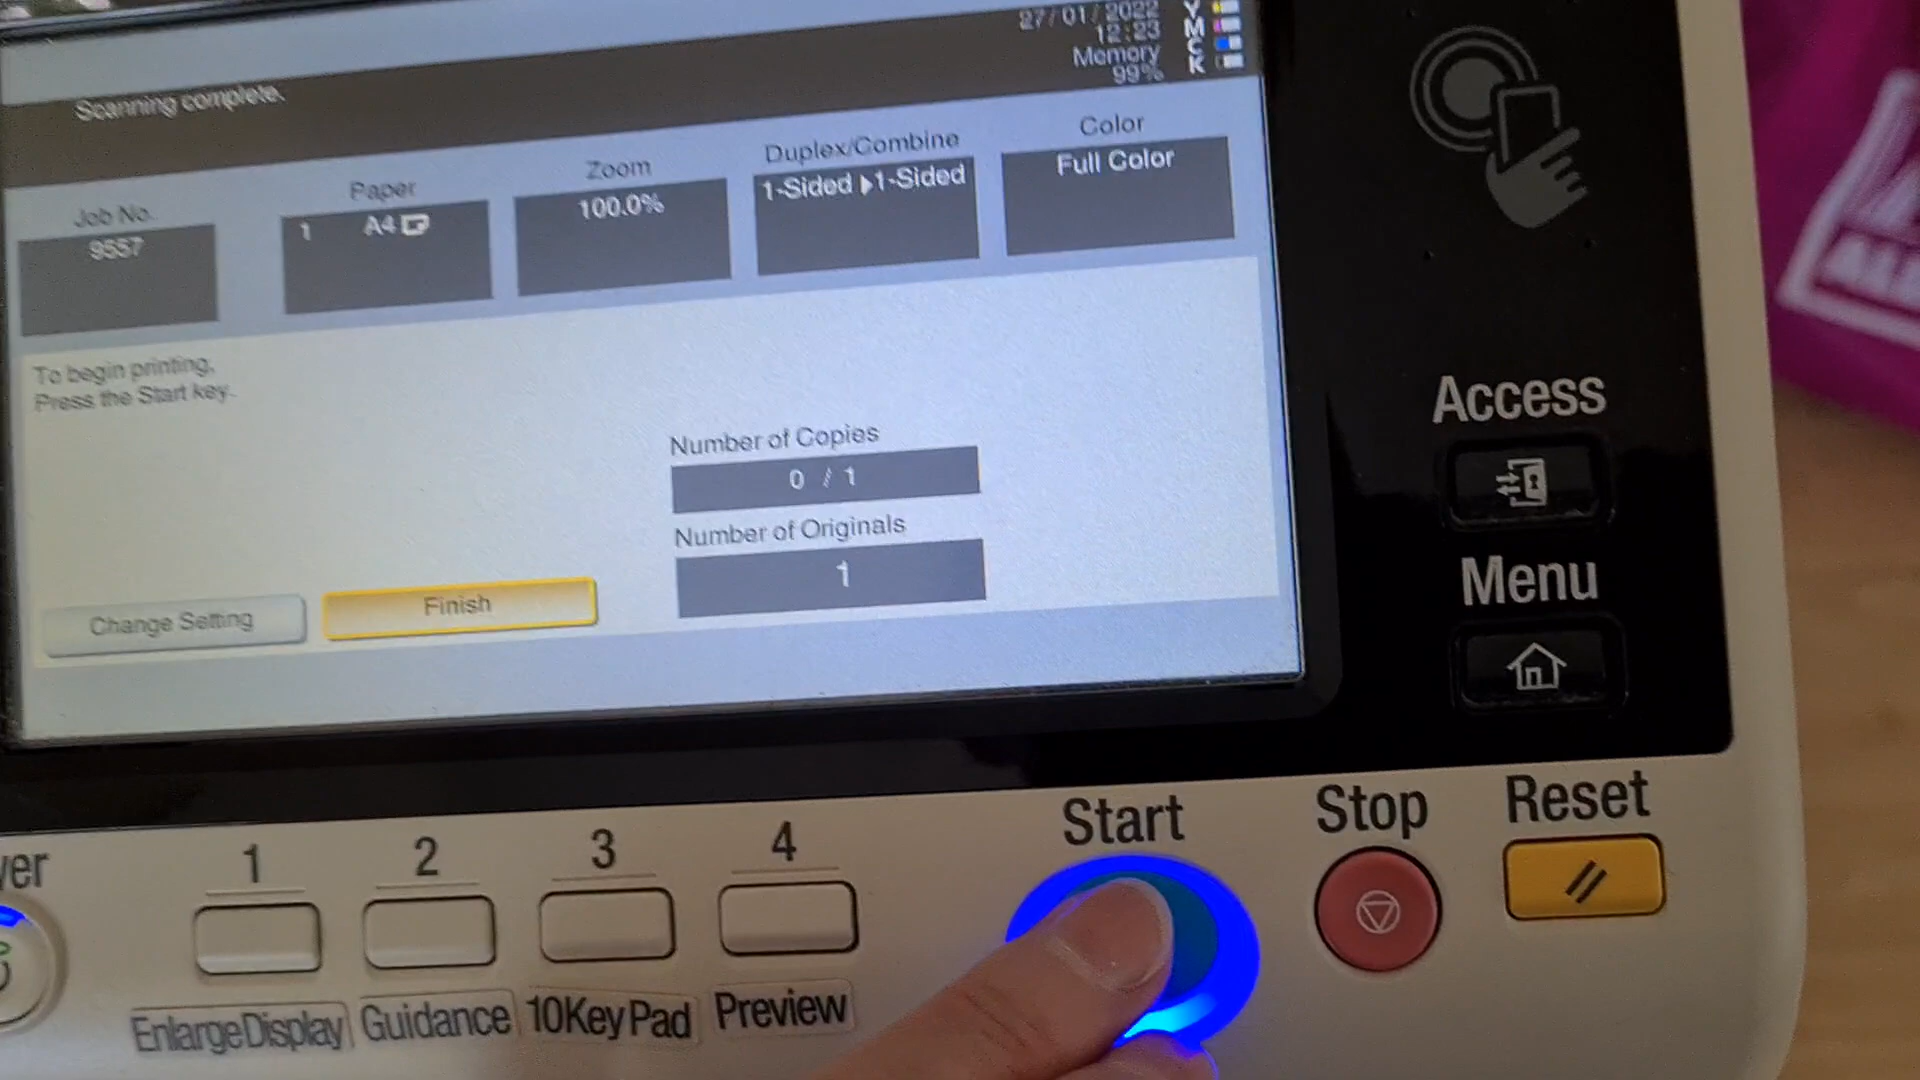 27/01/2022
12:23
Memory
99%
Y
M
C
K
Scanning complete.
Job No.
9557
Paper
1 A4
Zoom
100.0%
Duplex/Combine
1-Sided ▶1-Sided
Color
Full Color
To begin printing,
Press the Start key.
Number of Copies
0 / 1
Number of Originals
1
Change Setting
Finish
Access
Menu
Start
Stop
Reset
1
2
3
4
Enlarge Display
Guidance
10 Key Pad
Preview